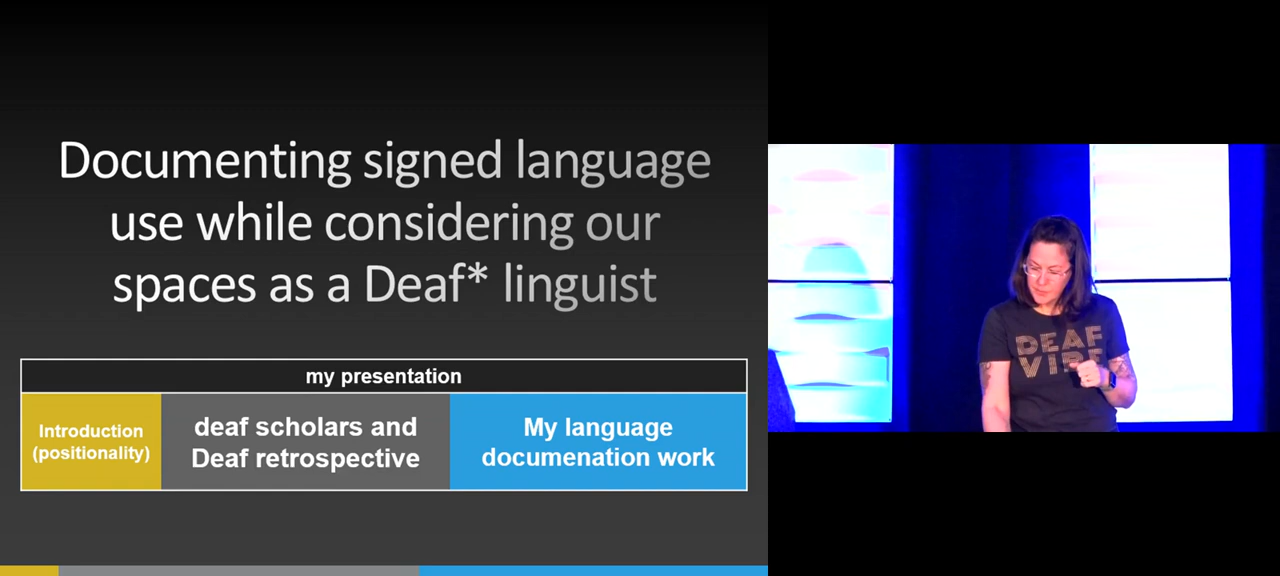 Documenting signed language
use while considering our
spaces as a Deaf* linguist
my presentation
Introduction
(positionality)
deaf scholars and
Deaf retrospective
My language
documenation work
DEAF